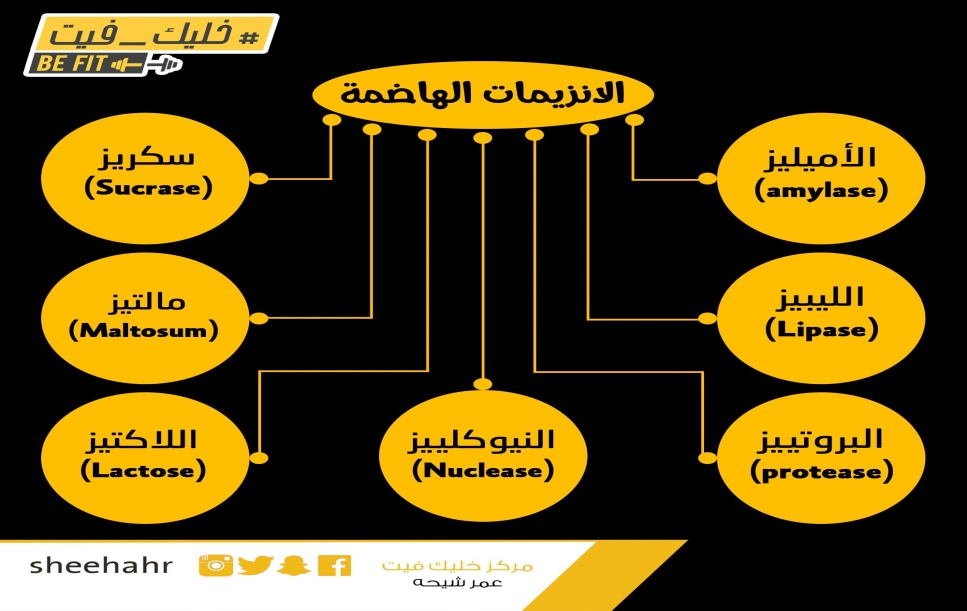 # خليك_فيت
BE FIT
الانزيمات الهاضمة
الأميليز
(amylase)
الليبيز
(Lipase)
البروتييز
(protease)
النيوكلييز
(Nuclease)
سكريز
(Sucrase)
مالتيز
(Maltosum)
اللاكتيز
(Lactose)
مركز خليك فيت
عمر شيحه
sheehahr